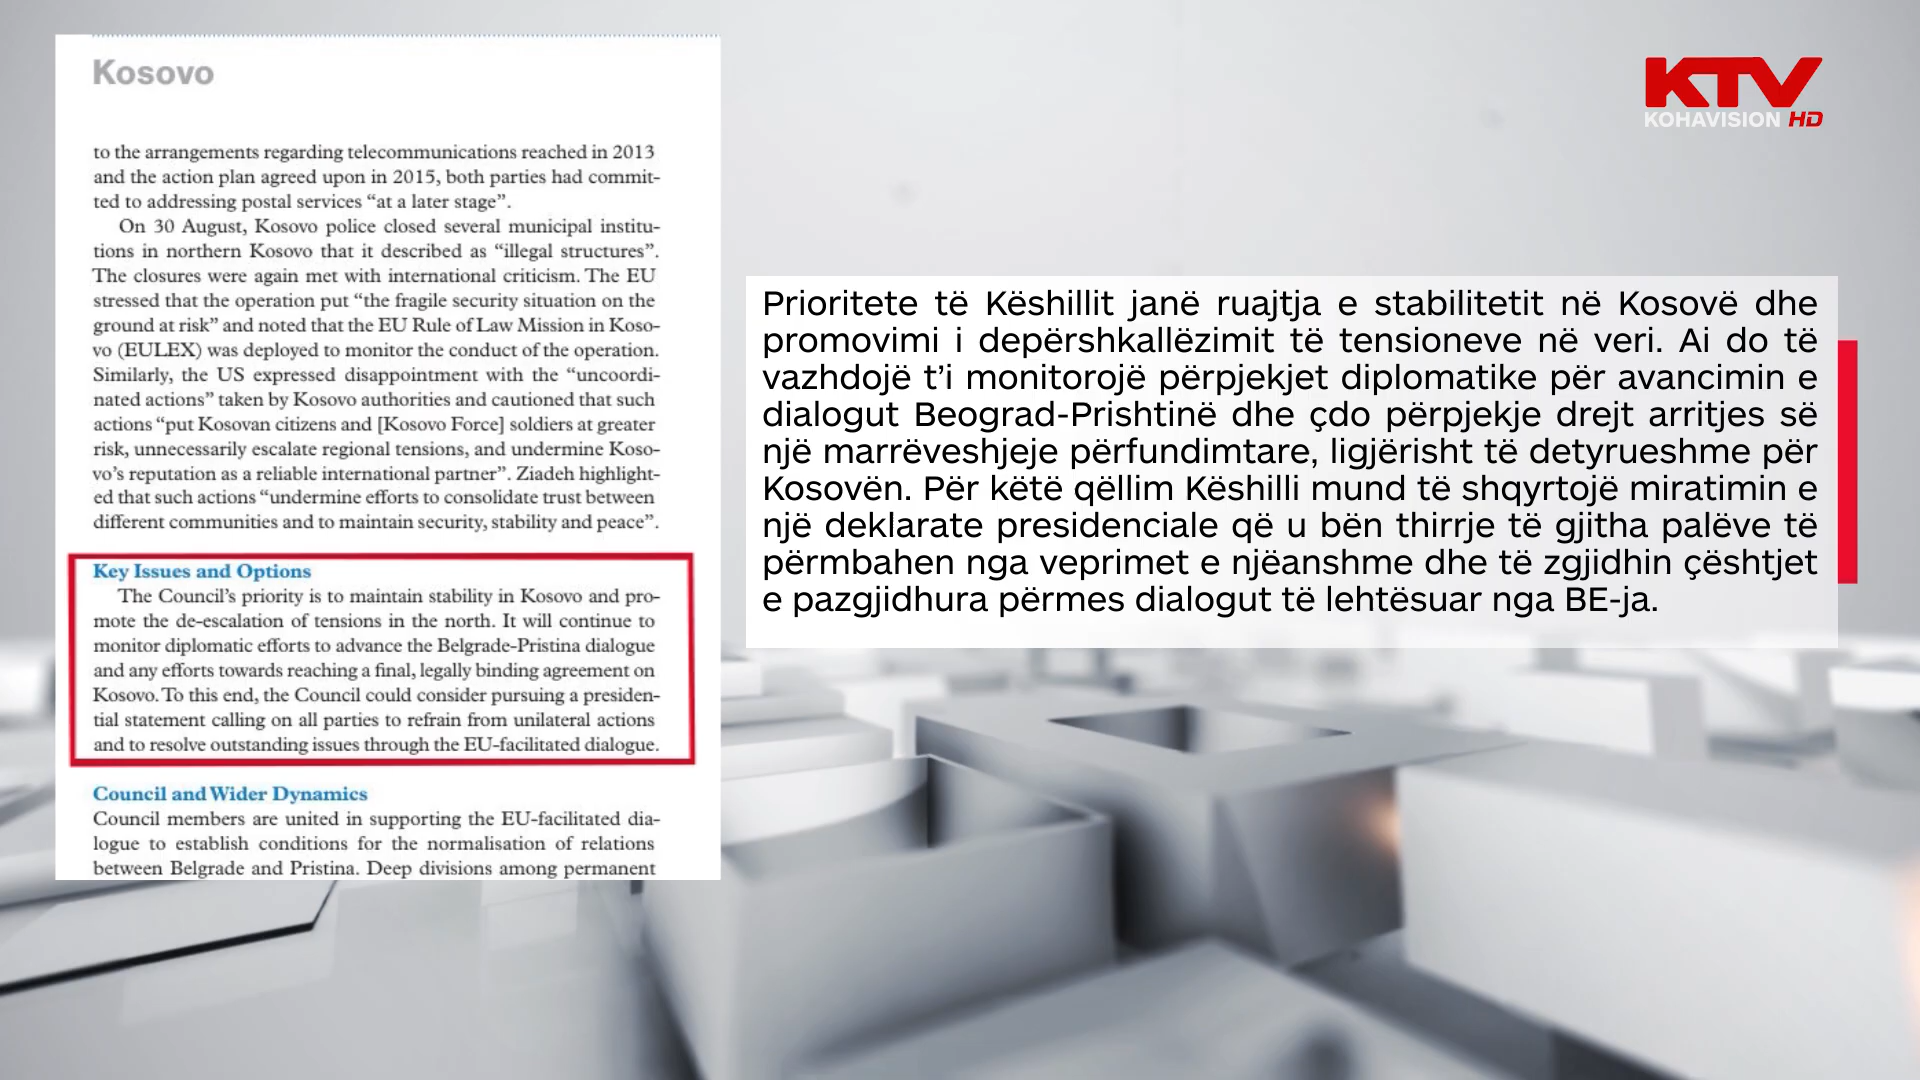 Kosovo
to the arrangements regarding telecommunications reached in 2013
and the action plan agreed upon in 2015, both parties had commit-
ted to addressing postal services “at a later stage”.
On 30 August, Kosovo police closed several municipal institu-
tions in northern Kosovo that it described as “illegal structures”.
The closures were again met with international criticism. The EU
stressed that the operation put “the fragile security situation on the
ground at risk” and noted that the EU Rule of Law Mission in Koso-
vo (EULEX) was deployed to monitor the conduct of the operation.
Similarly, the US expressed disappointment with the “uncoordi-
nated actions” taken by Kosovo authorities and cautioned that such
actions “put Kosovan citizens and [Kosovo Force] soldiers at greater
risk, unnecessarily escalate regional tensions, and undermine Koso-
vo’s reputation as a reliable international partner”. Ziadeh highlight-
ed that such actions “undermine efforts to consolidate trust between
different communities and to maintain security, stability and peace”.
Key Issues and Options
The Council’s priority is to maintain stability in Kosovo and pro-
mote the de-escalation of tensions in the north. It will continue to
monitor diplomatic efforts to advance the Belgrade-Pristina dialogue
and any efforts towards reaching a final, legally binding agreement on
Kosovo. To this end, the Council could consider pursuing a presiden-
tial statement calling on all parties to refrain from unilateral actions
and to resolve outstanding issues through the EU-facilitated dialogue.
Council and Wider Dynamics
Council members are united in supporting the EU-facilitated dia-
logue to establish conditions for the normalisation of relations
between Belgrade and Pristina. Deep divisions among permanent
KTV
KOHAVISION HD
Prioritete të Këshillit janë ruajtja e stabilitetit në Kosovë dhe
promovimi i depërshkallëzimit të tensioneve në veri. Ai do të
vazhdojë t’i monitorojë përpjekjet diplomatike për avancimin e
dialogut Beograd-Prishtinë dhe çdo përpjekje drejt arritjes së
një marrëveshjeje përfundimtare, ligjërisht të detyrueshme për
Kosovën. Për këtë qëllim Këshilli mund të shqyrtojë miratimin e
një deklarate presidenciale që u bën thirrje të gjitha palëve të
përmbahen nga veprimet e njëanshme dhe të zgjidhin çështjet
e pazgjidhura përmes dialogut të lehtësuar nga BE-ja.